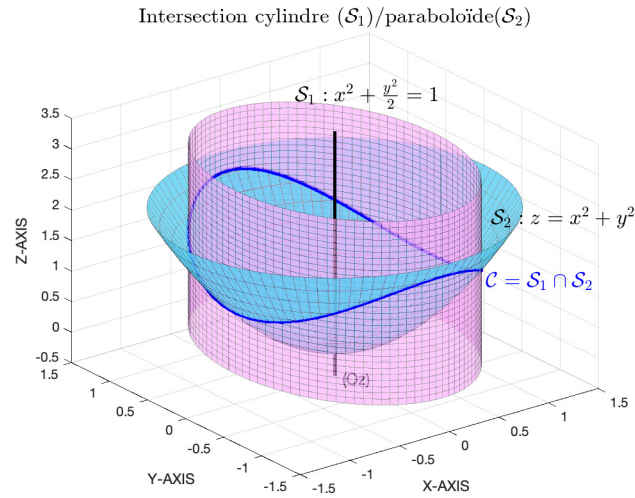 Intersection cylindre (𝒮₁)/paraboloïde(𝒮₂)
𝒮₁ : x² + y²/2 = 1
𝒮₂ : z = x² + y²
𝒞 = 𝒮₁ ∩ 𝒮₂
(Oz)
Z-AXIS
3.5
3
2.5
2
1.5
1
0.5
0
-0.5
Y-AXIS
1.5
1
0.5
0
-0.5
-1
-1.5
X-AXIS
-1.5
-1
-0.5
0
0.5
1
1.5